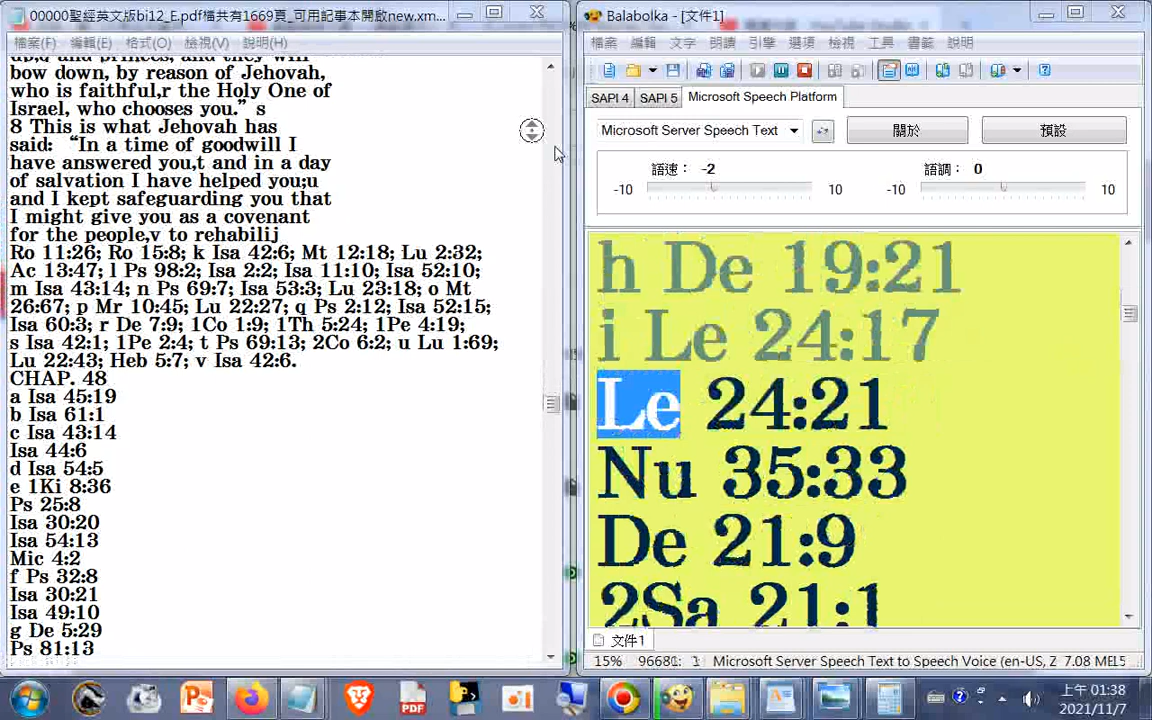 00000聖經英文版bi12_E.pdf檔共有1669頁_可用記事本開啟new.xm...
檔案(F) 編輯(E) 格式(O) 檢視(V) 說明(H)
and princes, and they will
bow down, by reason of Jehovah,
who is faithful,r the Holy One of
Israel, who chooses you.” s
8 This is what Jehovah has
said: “In a time of goodwill I
have answered you,t and in a day
of salvation I have helped you;u
and I kept safeguarding you that
I might give you as a covenant
for the people,v to rehabilij
Ro 11:26; Ro 15:8; k Isa 42:6; Mt 12:18; Lu 2:32;
Ac 13:47; l Ps 98:2; Isa 2:2; Isa 11:10; Isa 52:10;
m Isa 43:14; n Ps 69:7; Isa 53:3; Lu 23:18; o Mt
26:67; p Mr 10:45; Lu 22:27; q Ps 2:12; Isa 52:15;
Isa 60:3; r De 7:9; 1Co 1:9; 1Th 5:24; 1Pe 4:19;
s Isa 42:1; 1Pe 2:4; t Ps 69:13; 2Co 6:2; u Lu 1:69;
Lu 22:43; Heb 5:7; v Isa 42:6.
CHAP. 48
a Isa 45:19
b Isa 61:1
c Isa 43:14
Isa 44:6
d Isa 54:5
e 1Ki 8:36
Ps 25:8
Isa 30:20
Isa 54:13
Mic 4:2
f Ps 32:8
Isa 30:21
Isa 49:10
g De 5:29
Ps 81:13
Balabolka - [文件1]
檔案 編輯 文字 朗讀 引擎 選項 檢視 工具 書籤 說明
SAPI 4 SAPI 5 Microsoft Speech Platform
Microsoft Server Speech Text 關於 預設
語速： -2 語調： 0
-10 10 -10 10
h De 19:21
i Le 24:17
Le 24:21
Nu 35:33
De 21:9
2Sa 21:1
文件1
15% 96681: 1 Microsoft Server Speech Text to Speech Voice (en-US, Z 7.08 ME15
PDF
上午 01:38
2021/11/7